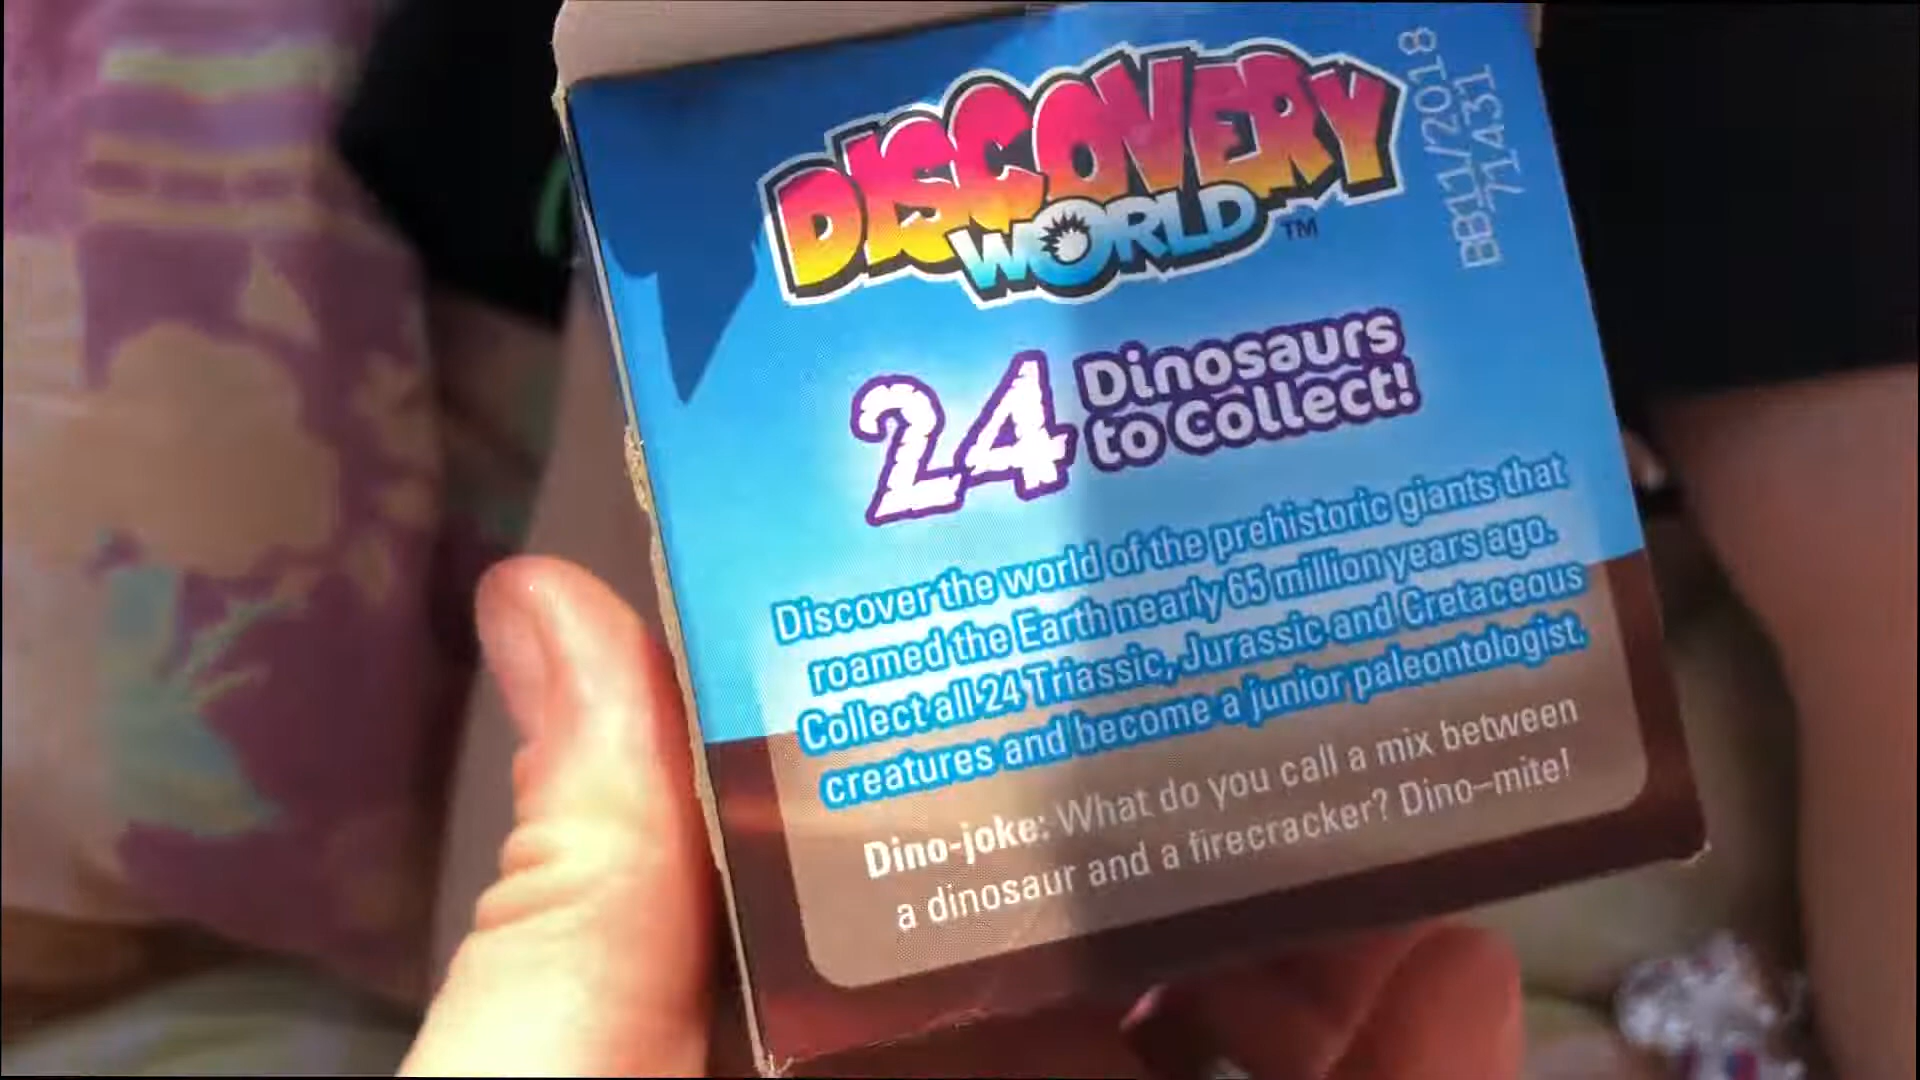 DISCOVERY
WORLD TM
BB11/2018
71431
24 Dinosaurs
to Collect!
Discover the world of the prehistoric giants that
roamed the Earth nearly 65 million years ago.
Collect all 24 Triassic, Jurassic and Cretaceous
creatures and become a junior paleontologist.
Dino-joke: What do you call a mix between
a dinosaur and a firecracker? Dino–mite!